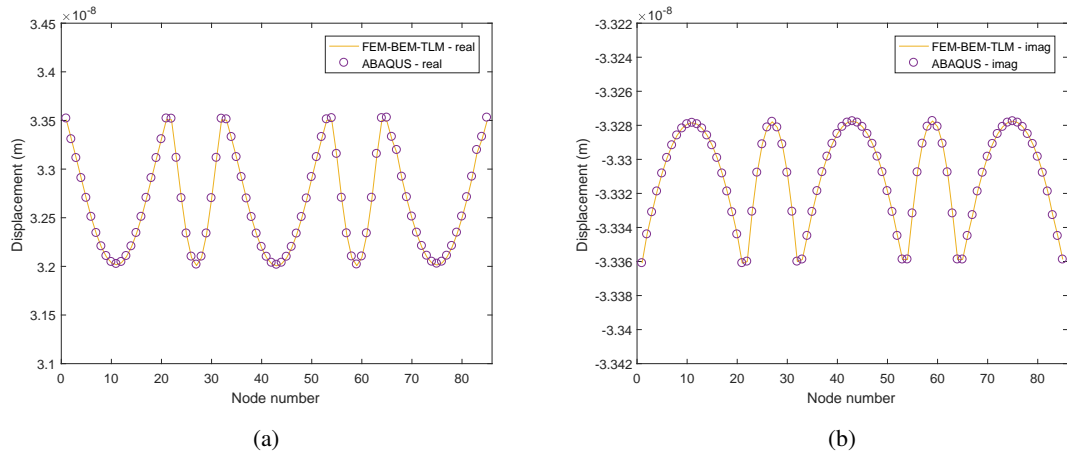 ×10⁻⁸
3.45
3.4
3.35
3.3
3.25
3.2
3.15
3.1
Displacement (m)
0 10 20 30 40 50 60 70 80
Node number
FEM-BEM-TLM - real
ABAQUS - real
(a)
×10⁻⁸
-3.322
-3.324
-3.326
-3.328
-3.33
-3.332
-3.334
-3.336
-3.338
-3.34
-3.342
Displacement (m)
0 10 20 30 40 50 60 70 80
Node number
FEM-BEM-TLM - imag
ABAQUS - imag
(b)